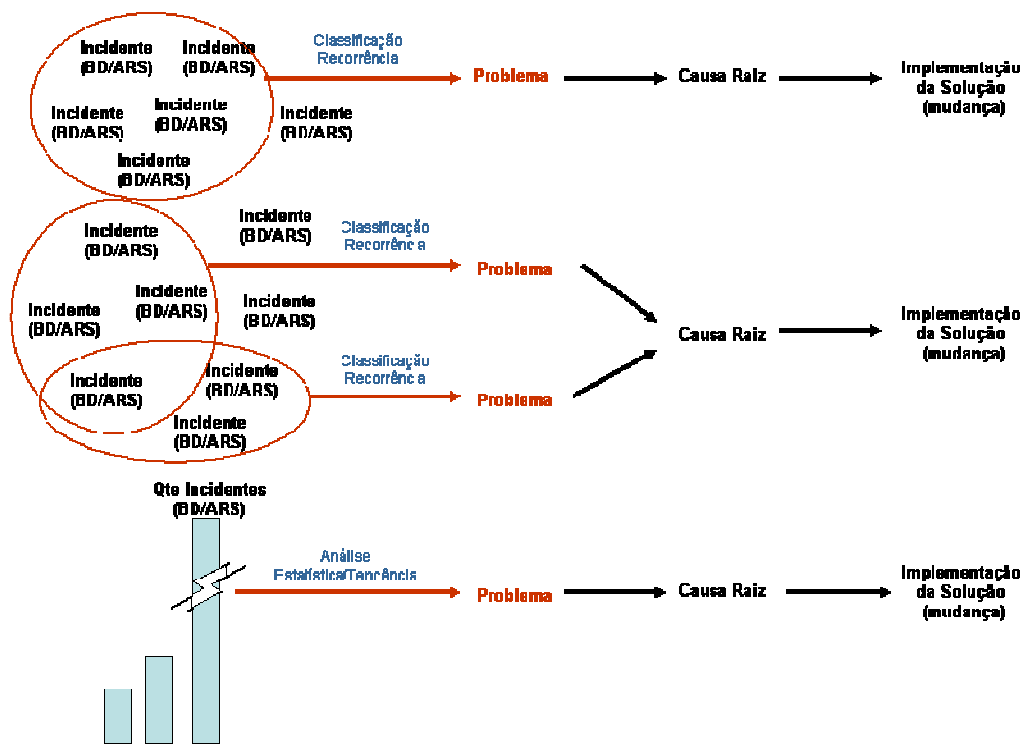 Incidente
(BD/ARS)
Incidente
(BD/ARS)
Classificação
Recorrência
Problema
Causa Raiz
Implementação
da Solução
(mudança)
Incidente
(BD/ARS)
Incidente
(BD/ARS)
Incidente
(BD/ARS)
Incidente
(BD/ARS)
Incidente
(BD/ARS)
Incidente
(BD/ARS)
Classificação
Recorrência
Problema
Incidente
(BD/ARS)
Incidente
(BD/ARS)
Incidente
(BD/ARS)
Causa Raiz
Implementação
da Solução
(mudança)
Incidente
(BD/ARS)
Incidente
(BD/ARS)
Classificação
Recorrência
Problema
Incidente
(BD/ARS)
Qte Incidentes
(BD/ARS)
Análise
Estatística/Tendência
Problema
Causa Raiz
Implementação
da Solução
(mudança)